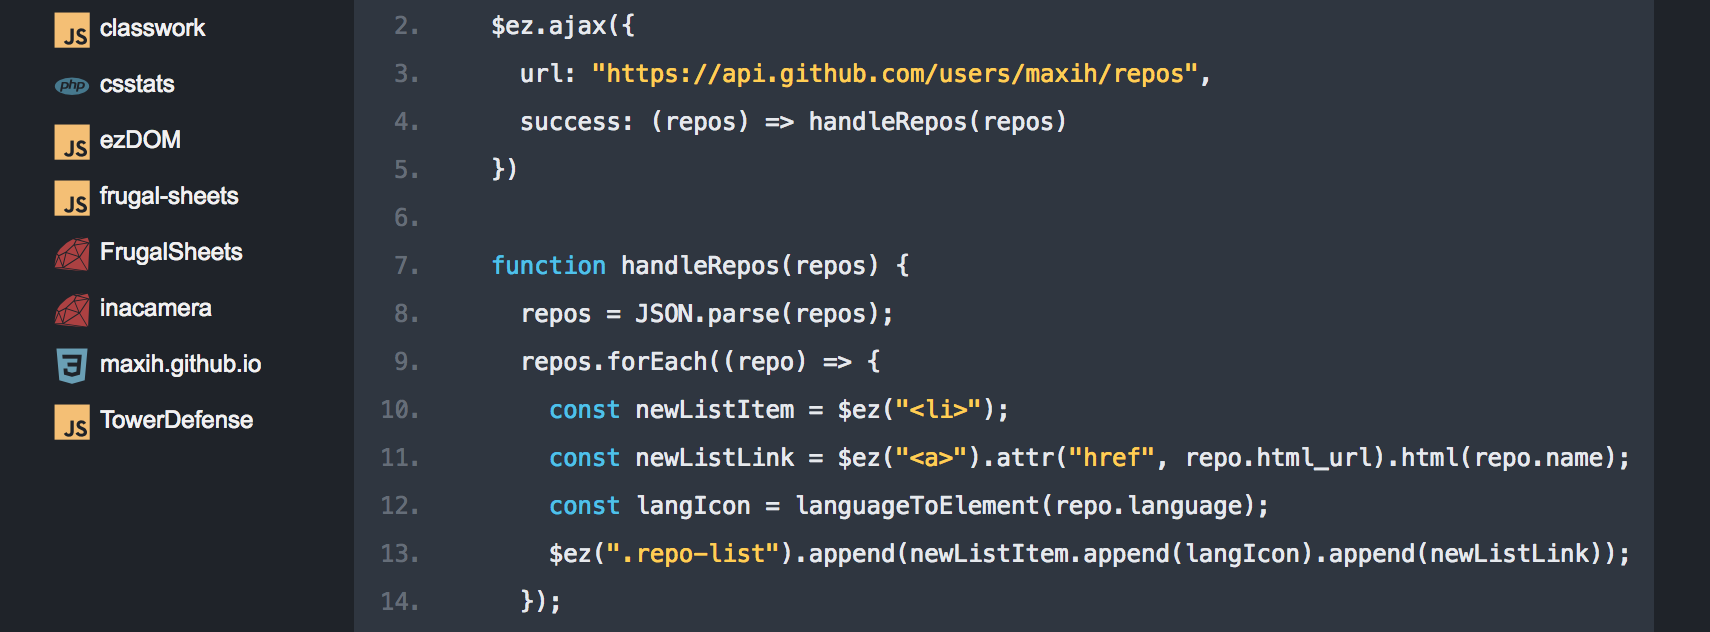 JS classwork
php csstats
JS ezDOM
JS frugal-sheets
FrugalSheets
inacamera
3 maxih.github.io
JS TowerDefense
2. $ez.ajax({
3. url: "https://api.github.com/users/maxih/repos",
4. success: (repos) => handleRepos(repos)
5. })
6.
7. function handleRepos(repos) {
8. repos = JSON.parse(repos);
9. repos.forEach((repo) => {
10. const newListItem = $ez("<li>");
11. const newListLink = $ez("<a>").attr("href", repo.html_url).html(repo.name);
12. const langIcon = languageToElement(repo.language);
13. $ez(".repo-list").append(newListItem.append(langIcon).append(newListLink));
14. });